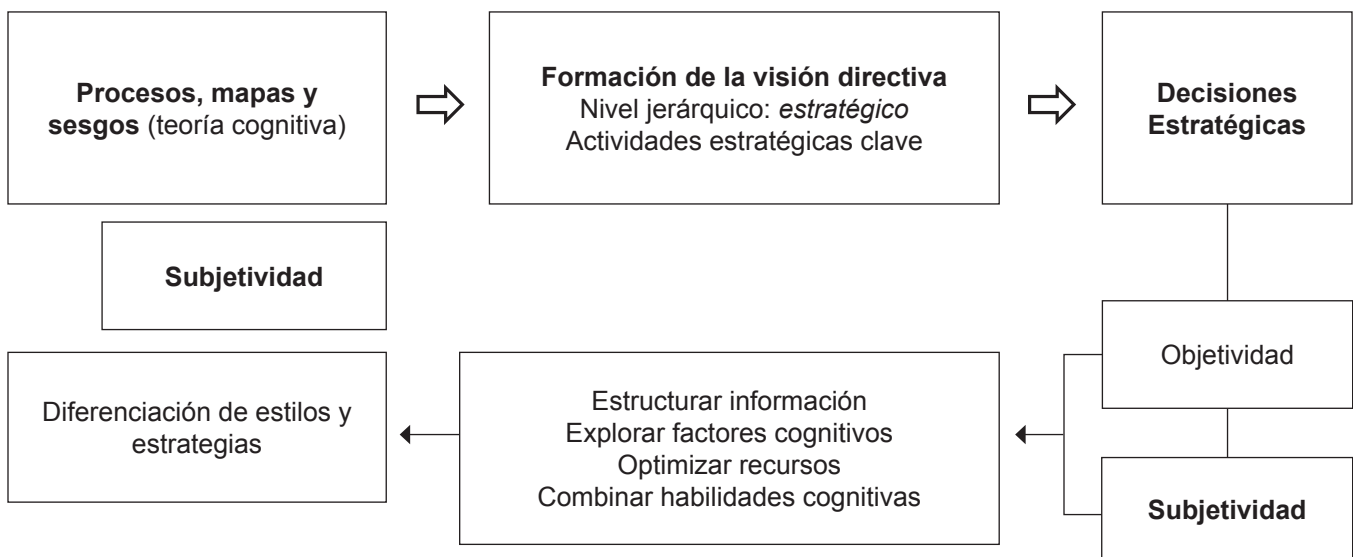 Procesos, mapas y
sesgos (teoría cognitiva)
Formación de la visión directiva
Nivel jerárquico: estratégico
Actividades estratégicas clave
Decisiones
Estratégicas
Subjetividad
Objetividad
Subjetividad
Estructurar información
Explorar factores cognitivos
Optimizar recursos
Combinar habilidades cognitivas
Diferenciación de estilos y
estrategias